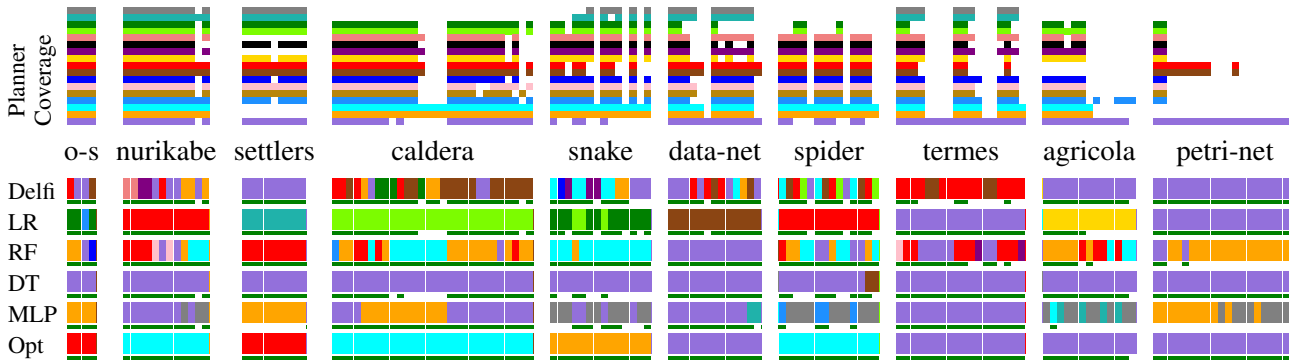 Planner
Coverage
o-s nurikabe settlers caldera snake data-net spider termes agricola petri-net
Delfi
LR
RF
DT
MLP
Opt